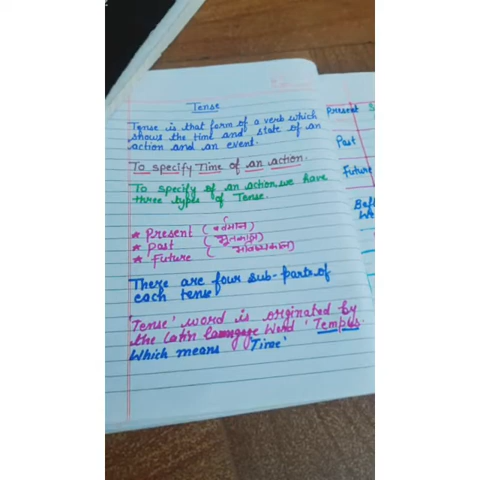 Tense
Tense is that form of a verb which
shows the time and state of an
action and an event.
To specify Time of an action.
To specify of an action, we have
three types of Tense.
* Present (वर्तमान)
* Past (भूतकाल)
* Future (भविष्यकाल)
There are four sub-parts of
each tense
'Tense' word is originated by
the Latin Word 'Tempus.
Which means 'Time'
Present
Past
Future